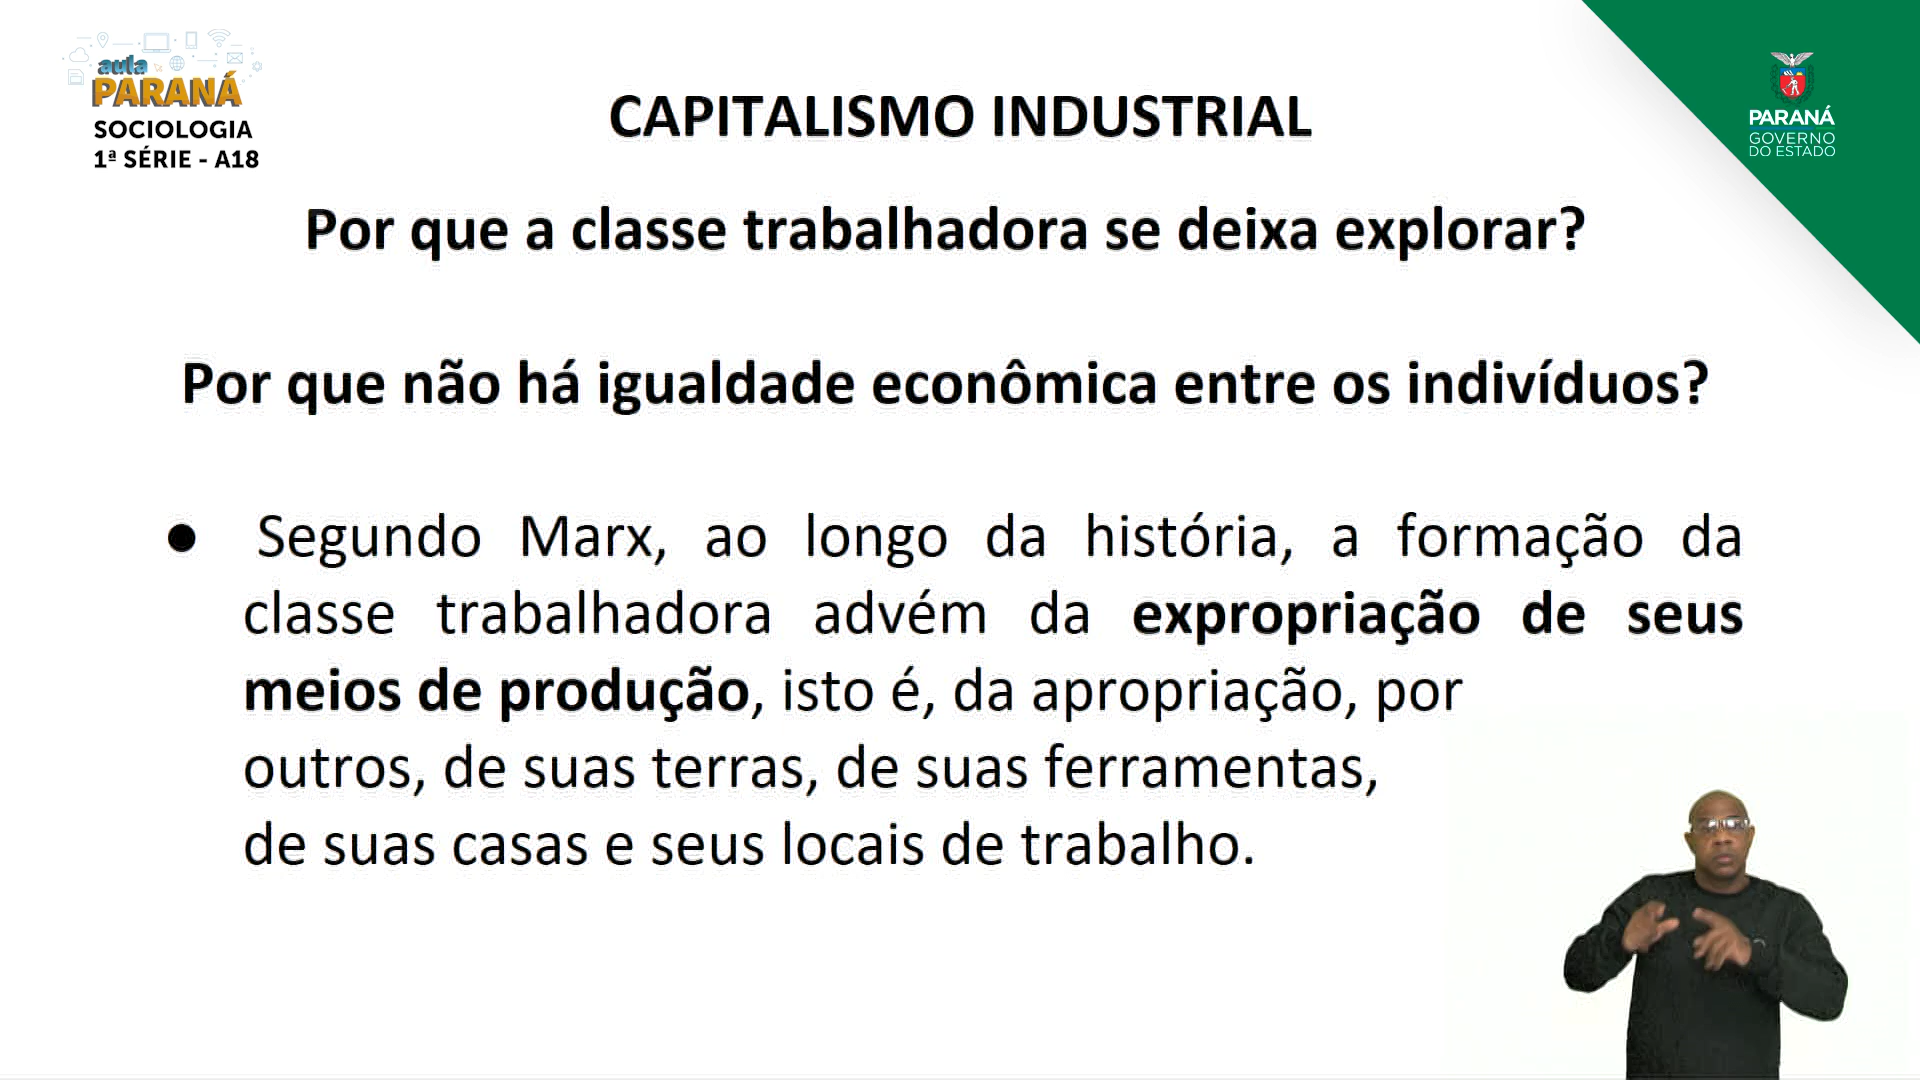 aula
PARANÁ
SOCIOLOGIA
1ª SÉRIE - A18
PARANÁ
GOVERNO
DO ESTADO
CAPITALISMO INDUSTRIAL
Por que a classe trabalhadora se deixa explorar?
Por que não há igualdade econômica entre os indivíduos?
● Segundo Marx, ao longo da história, a formação da
classe trabalhadora advém da expropriação de seus
meios de produção, isto é, da apropriação, por
outros, de suas terras, de suas ferramentas,
de suas casas e seus locais de trabalho.